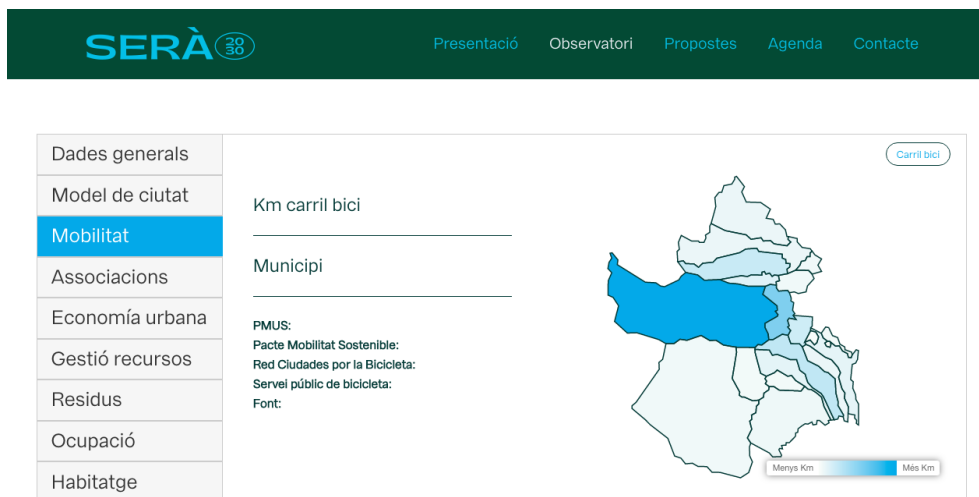 SERÀ 2030
Presentació Observatori Propostes Agenda Contacte
Dades generals
Model de ciutat
Mobilitat
Associacions
Economía urbana
Gestió recursos
Residus
Ocupació
Habitatge
Km carril bici
Municipi
PMUS:
Pacte Mobilitat Sostenible:
Red Ciudades por la Bicicleta:
Servei públic de bicicleta:
Font:
Carril bici
Menys Km Més Km